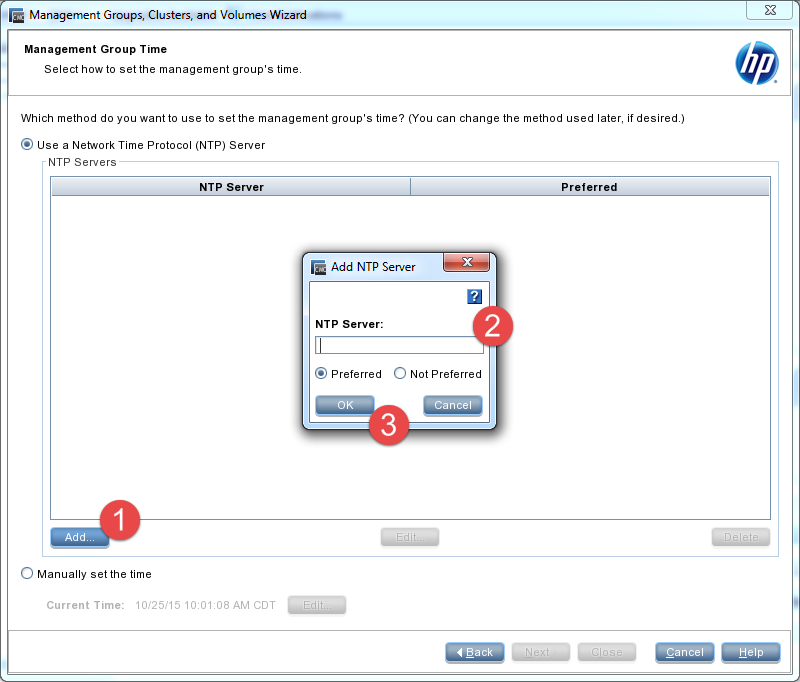 CMC Management Groups, Clusters, and Volumes Wizard
Management Group Time
Select how to set the management group's time.
hp
Which method do you want to use to set the management group's time? (You can change the method used later, if desired.)
Use a Network Time Protocol (NTP) Server
NTP Servers
NTP Server Preferred
CMC Add NTP Server
?
NTP Server:
2
Preferred Not Preferred
OK Cancel
3
1
Add... Edit... Delete
Manually set the time
Current Time: 10/25/15 10:01:08 AM CDT Edit...
Back Next Close Cancel Help